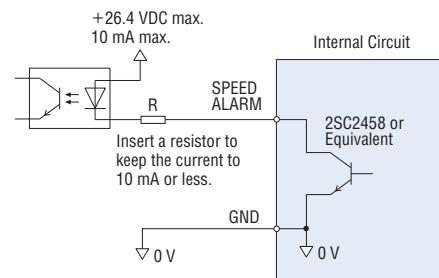 +26.4 VDC max.
10 mA max.
Internal Circuit
SPEED
ALARM
R
2SC2458 or
Equivalent
Insert a resistor to
keep the current to
10 mA or less.
GND
0 V
0 V